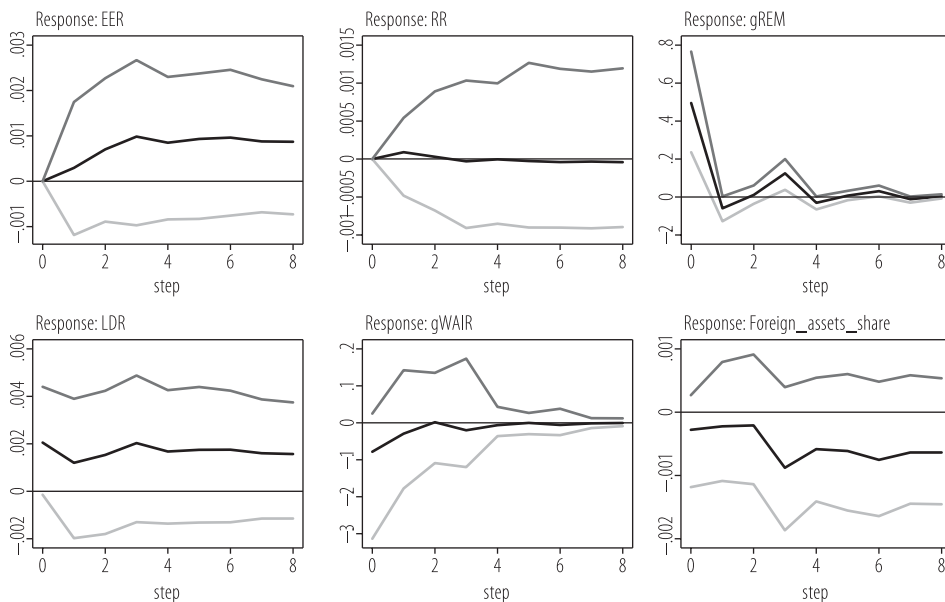 Response: EER
.003
.002
.001
0
–.001
0 2 4 6 8
step
Response: RR
.0015
.001
.0005
0
–.0005
–.001
0 2 4 6 8
step
Response: gREM
.8
.6
.4
.2
0
–.2
0 2 4 6 8
step
Response: LDR
.006
.004
.002
0
–.002
0 2 4 6 8
step
Response: gWAIR
.2
.1
0
–.1
–.2
–.3
0 2 4 6 8
step
Response: Foreign_assets_share
.001
0
–.001
–.002
0 2 4 6 8
step